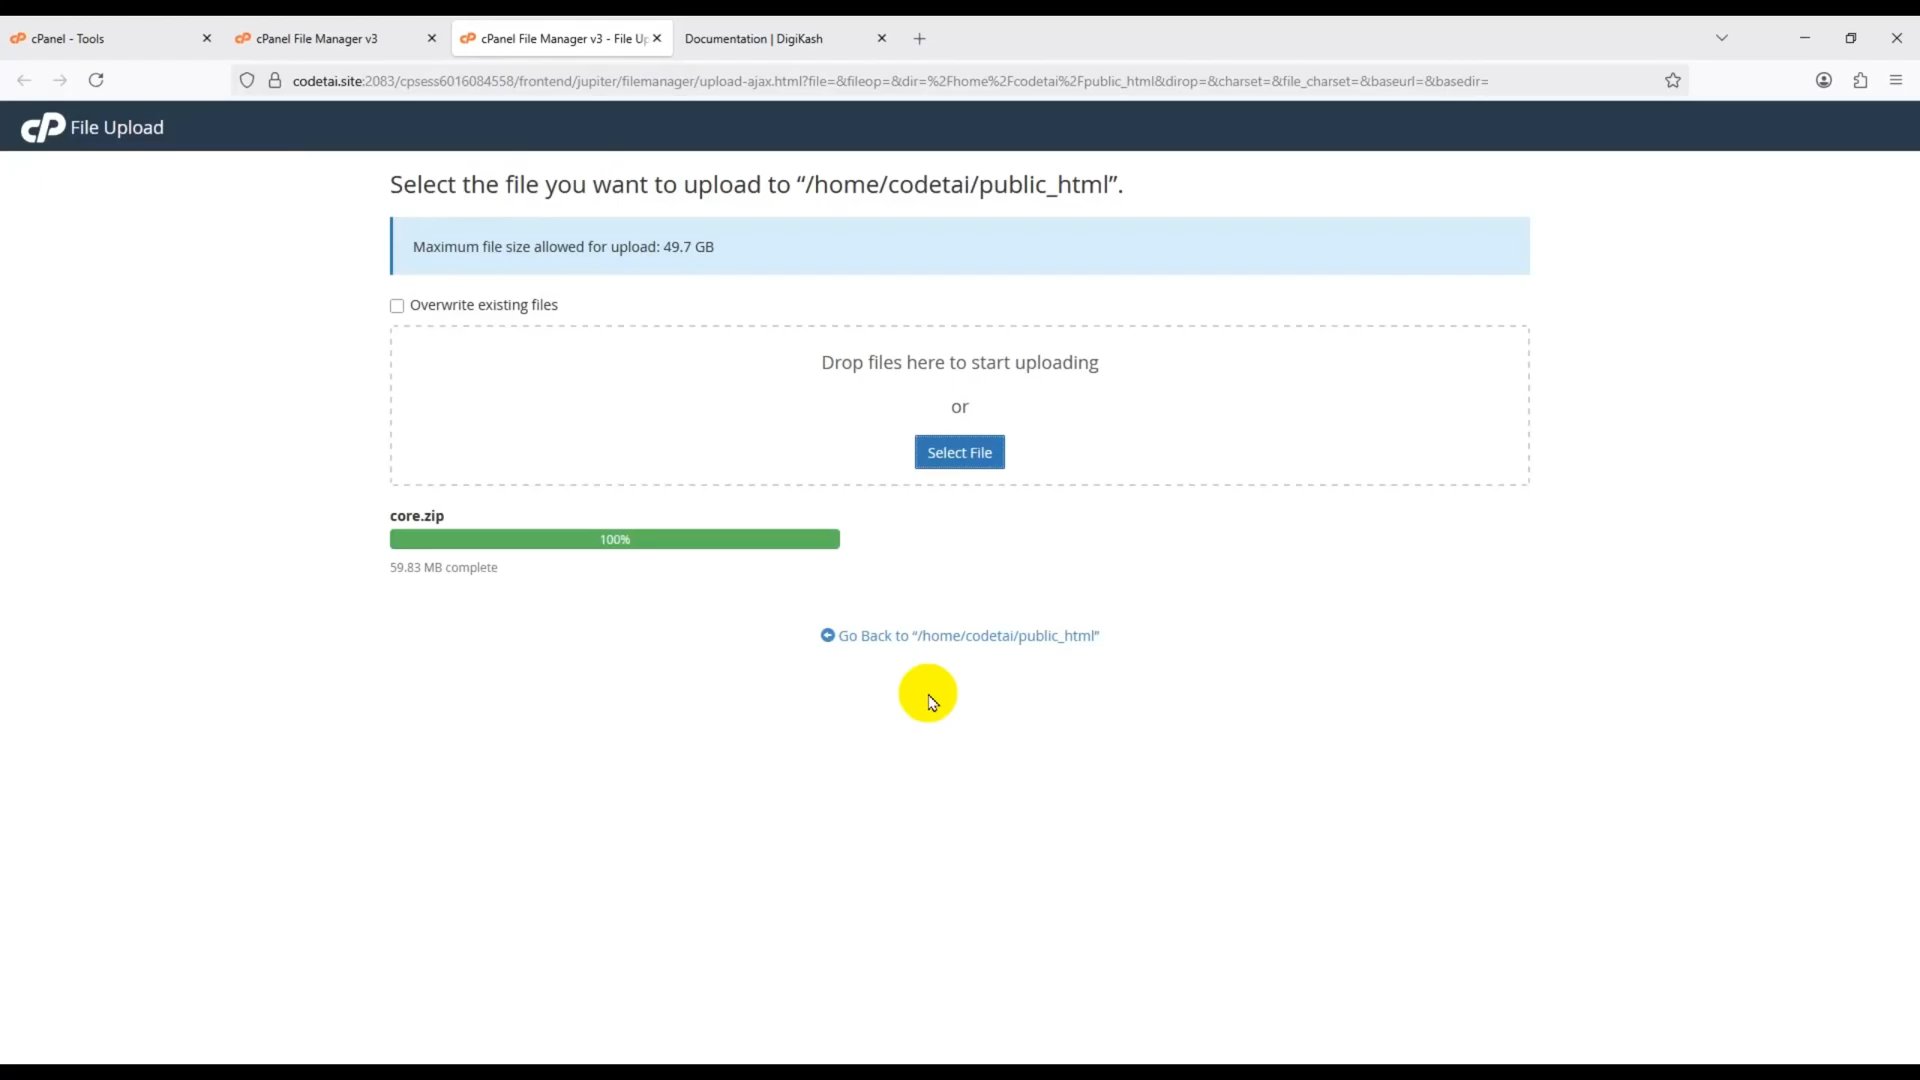 cPanel - Tools
cPanel File Manager v3
cPanel File Manager v3 - File Up
Documentation | DigiKash
codetai.site:2083/cpsess6016084558/frontend/jupiter/filemanager/upload-ajax.html?file=&fileop=&dir=%2Fhome%2Fcodetai%2Fpublic_html&dirop=&charset=&file_charset=&baseurl=&basedir=
cP File Upload
Select the file you want to upload to “/home/codetai/public_html”.
Maximum file size allowed for upload: 49.7 GB
Overwrite existing files
Drop files here to start uploading
or
Select File
core.zip
100%
59.83 MB complete
Go Back to “/home/codetai/public_html”